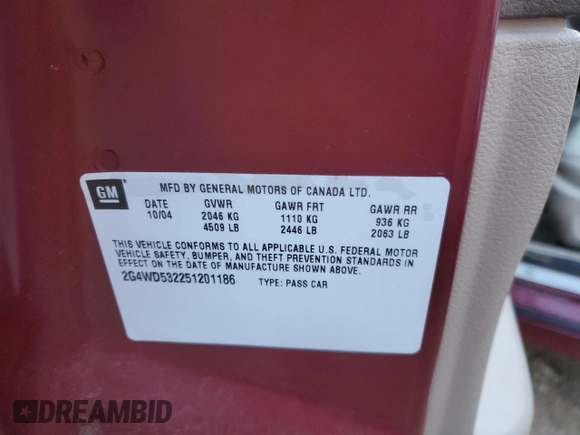 GM
MFD BY GENERAL MOTORS OF CANADA LTD.
DATE GVWR GAWR FRT GAWR RR
10/04 2046 KG 1110 KG 936 KG
4509 LB 2446 LB 2063 LB
THIS VEHICLE CONFORMS TO ALL APPLICABLE U.S. FEDERAL MOTOR
VEHICLE SAFETY, BUMPER, AND THEFT PREVENTION STANDARDS IN
EFFECT ON THE DATE OF MANUFACTURE SHOWN ABOVE.
2G4WD532251201186 TYPE: PASS CAR
DREAMBID